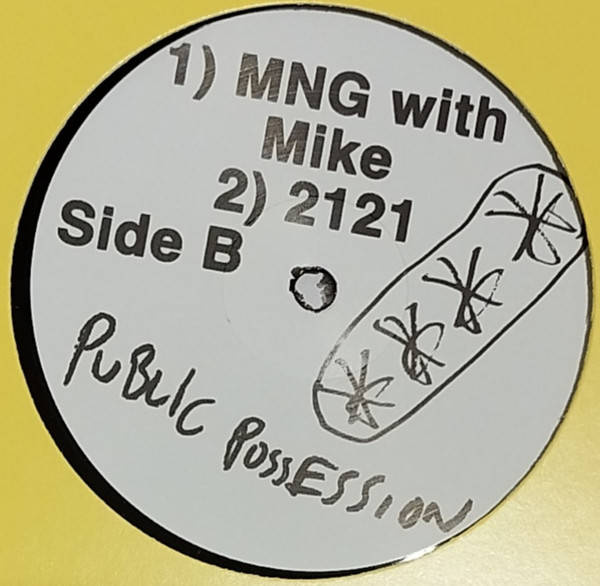 1) MNG with
Mike
2) 2121
Side B
PUBLIC POSSESSION